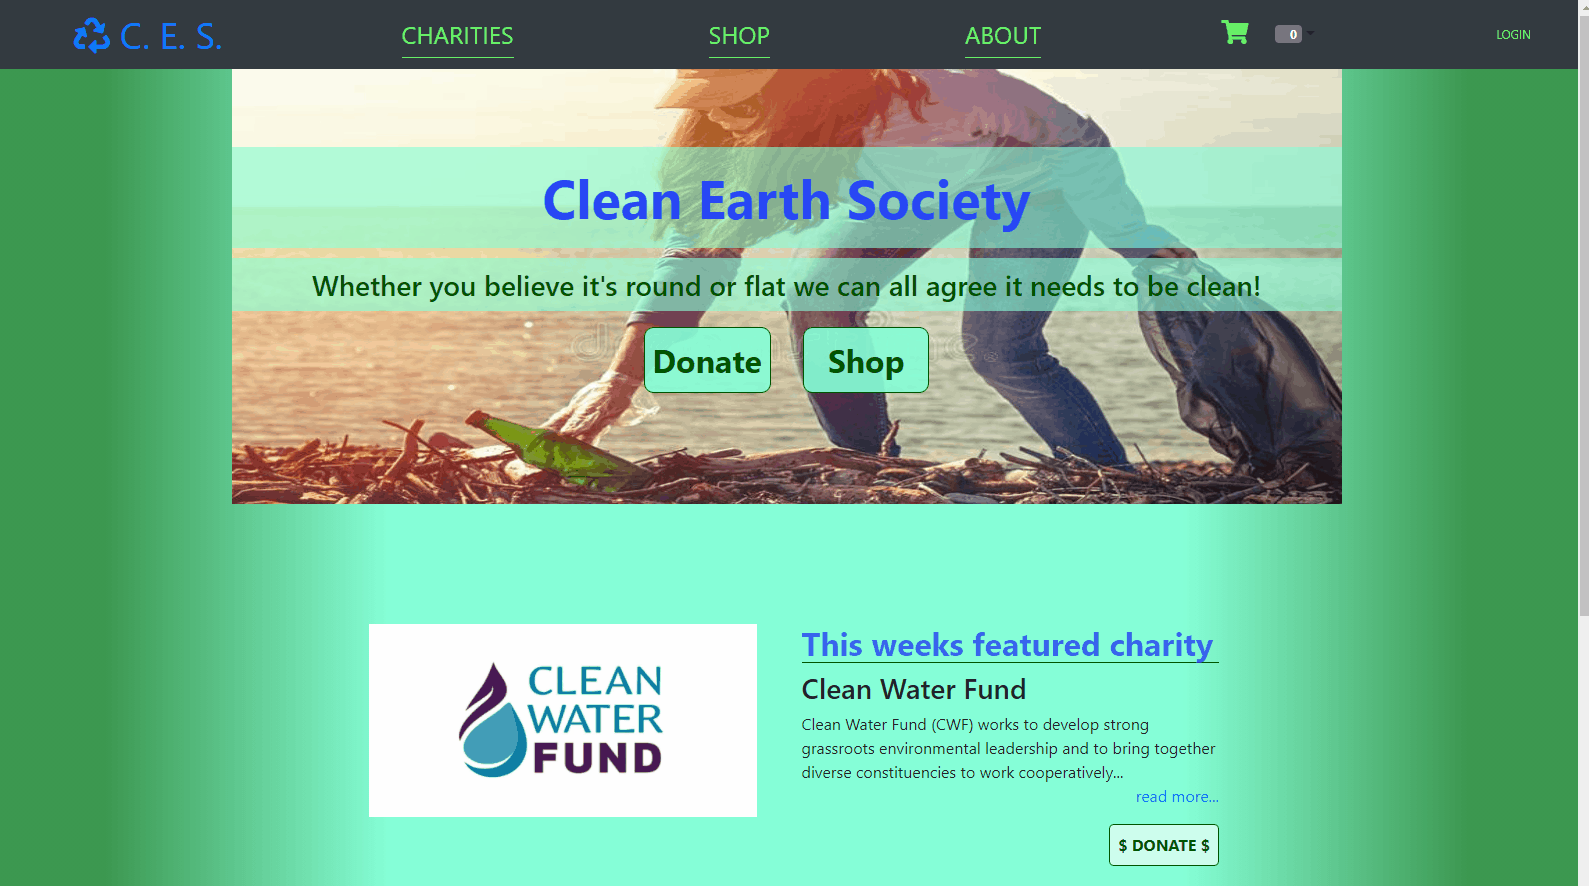 C. E. S.
CHARITIES
SHOP
ABOUT
0
LOGIN
Clean Earth Society
Whether you believe it's round or flat we can all agree it needs to be clean!
Donate
Shop
CLEAN
WATER
FUND
This weeks featured charity
Clean Water Fund
Clean Water Fund (CWF) works to develop strong
grassroots environmental leadership and to bring together
diverse constituencies to work cooperatively...
read more...
$ DONATE $